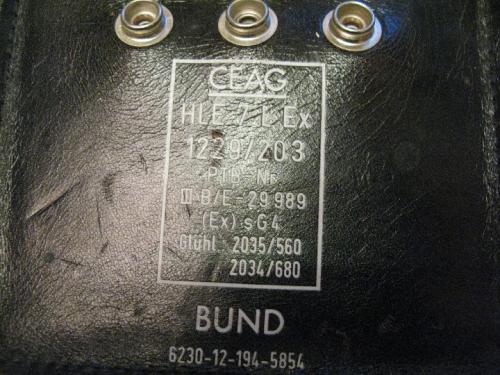 CEAG
HLE 7 L Ex
1229/203
PTB-Nr.
III B/E-29 989
(Ex) s G4
Glühl.: 2035/560
2034/680
BUND
6230-12-194-5854